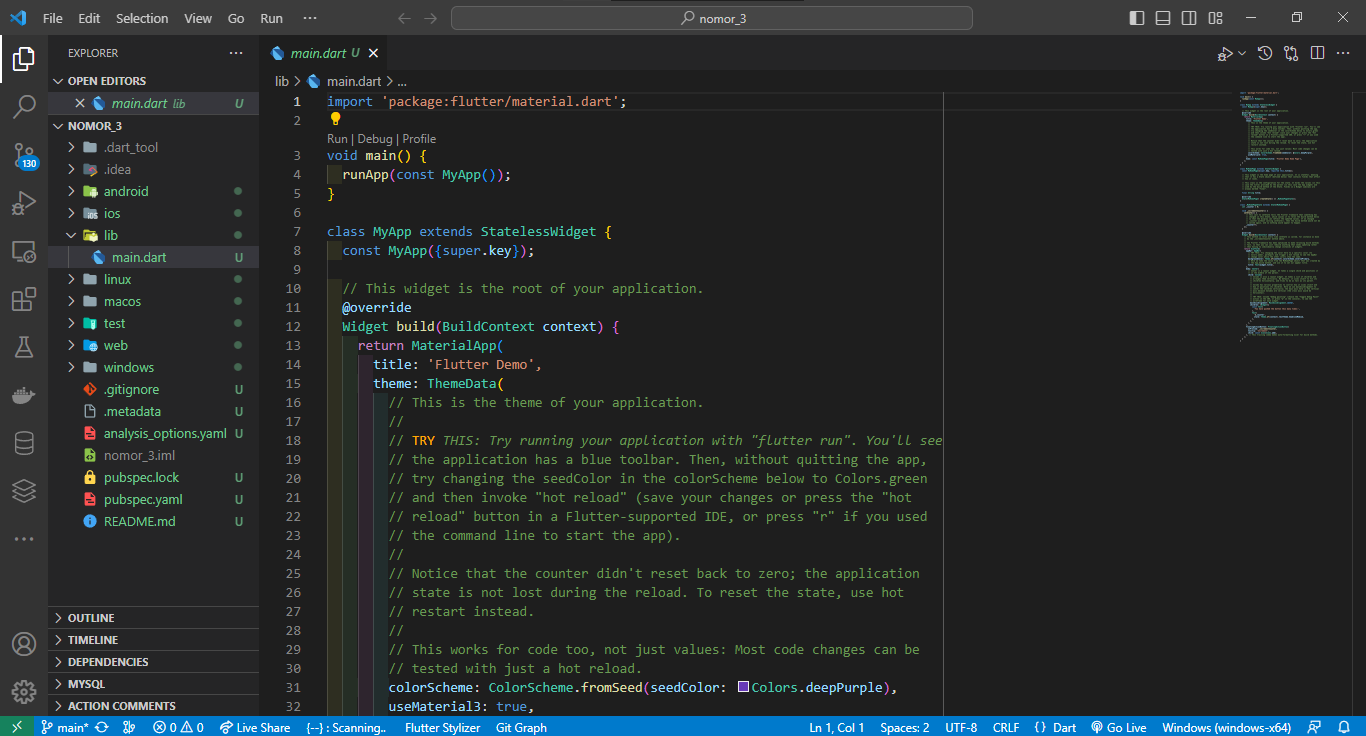 File Edit Selection View Go Run ···
nomor_3
EXPLORER
OPEN EDITORS
main.dart lib U
NOMOR_3
.dart_tool
.idea
android
ios
lib
main.dart U
linux
macos
test
web
windows
.gitignore U
.metadata U
analysis_options.yaml U
nomor_3.iml
pubspec.lock U
pubspec.yaml U
README.md U
OUTLINE
TIMELINE
DEPENDENCIES
MYSQL
ACTION COMMENTS
130
main.dart U
lib > main.dart > ...
1 import 'package:flutter/material.dart';
2
Run | Debug | Profile
3 void main() {
4 runApp(const MyApp());
5 }
6
7 class MyApp extends StatelessWidget {
8 const MyApp({super.key});
9
10 // This widget is the root of your application.
11 @override
12 Widget build(BuildContext context) {
13 return MaterialApp(
14 title: 'Flutter Demo',
15 theme: ThemeData(
16 // This is the theme of your application.
17 //
18 // TRY THIS: Try running your application with "flutter run". You'll see
19 // the application has a blue toolbar. Then, without quitting the app,
20 // try changing the seedColor in the colorScheme below to Colors.green
21 // and then invoke "hot reload" (save your changes or press the "hot
22 // reload" button in a Flutter-supported IDE, or press "r" if you used
23 // the command line to start the app).
24 //
25 // Notice that the counter didn't reset back to zero; the application
26 // state is not lost during the reload. To reset the state, use hot
27 // restart instead.
28 //
29 // This works for code too, not just values: Most code changes can be
30 // tested with just a hot reload.
31 colorScheme: ColorScheme.fromSeed(seedColor: Colors.deepPurple),
32 useMaterial3: true,
main* 0 0 Live Share {--} : Scanning.. Flutter Stylizer Git Graph Ln 1, Col 1 Spaces: 2 UTF-8 CRLF {} Dart Go Live Windows (windows-x64)